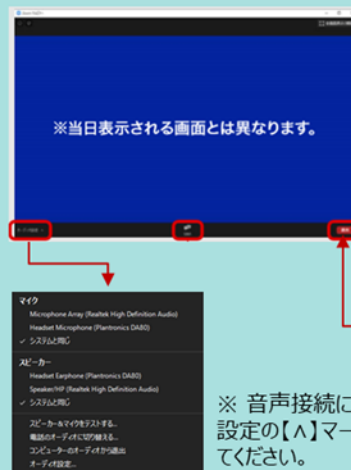 ※当日表示される画面とは異なります。
マイク
Microphone Array (Realtek High Definition Audio)
Headset Microphone (Plantronics DA80)
✓ システムと同じ
スピーカー
Headset Earphone (Plantronics DA80)
Speaker/HP (Realtek High Definition Audio)
✓ システムと同じ
スピーカー&マイクをテストする...
電話のオーディオに切り替える...
コンピューターのオーディオから退出
オーディオ設定...
※ 音声接続に
設定の【∧】マー
てください。